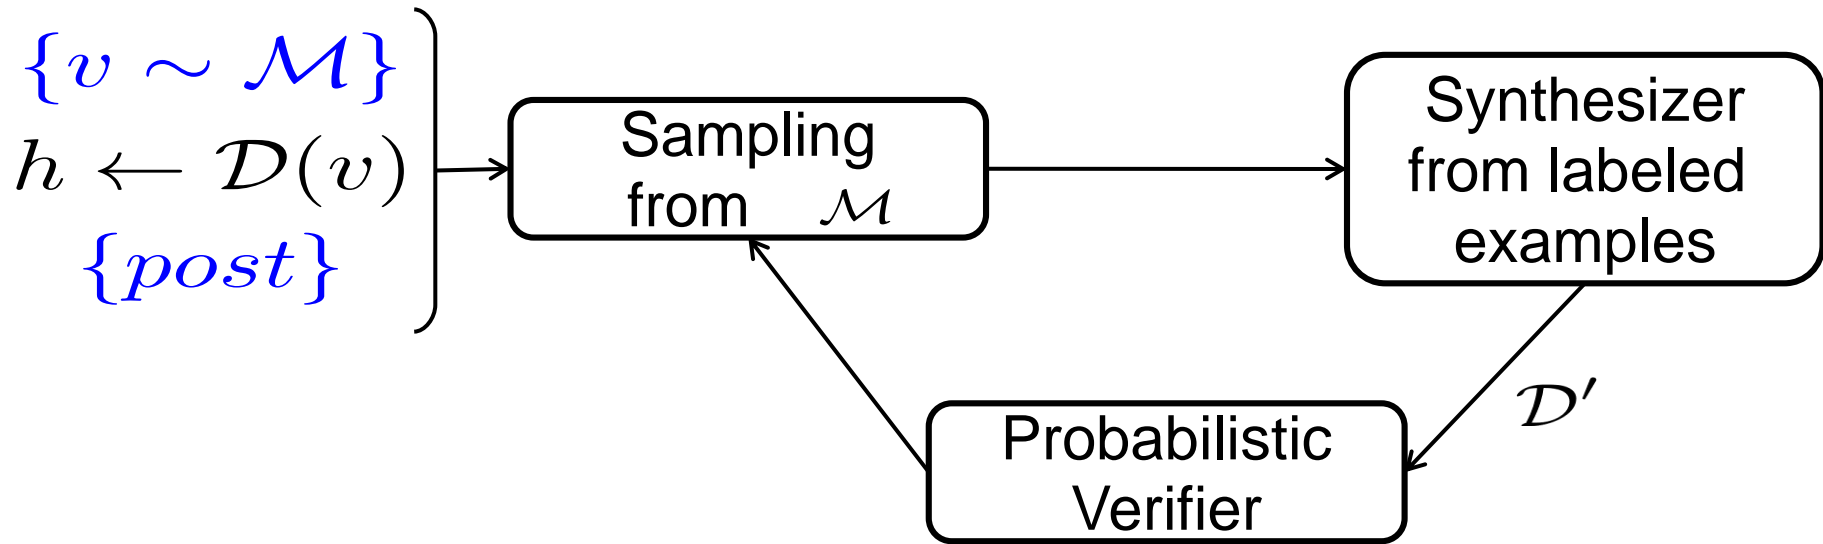 {v ∼ ℳ}
h ← 𝒟(v)
{post}
Sampling
from ℳ
Synthesizer
from labeled
examples
𝒟′
Probabilistic
Verifier